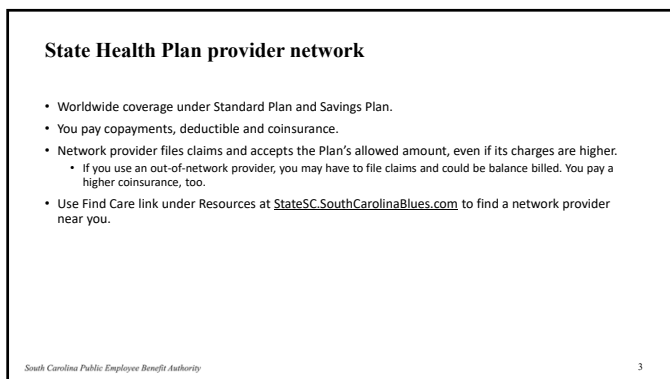 State Health Plan provider network
• Worldwide coverage under Standard Plan and Savings Plan.
• You pay copayments, deductible and coinsurance.
• Network provider files claims and accepts the Plan's allowed amount, even if its charges are higher.
• If you use an out-of-network provider, you may have to file claims and could be balance billed. You pay a
higher coinsurance, too.
• Use Find Care link under Resources at StateSC.SouthCarolinaBlues.com to find a network provider
near you.
South Carolina Public Employee Benefit Authority
3